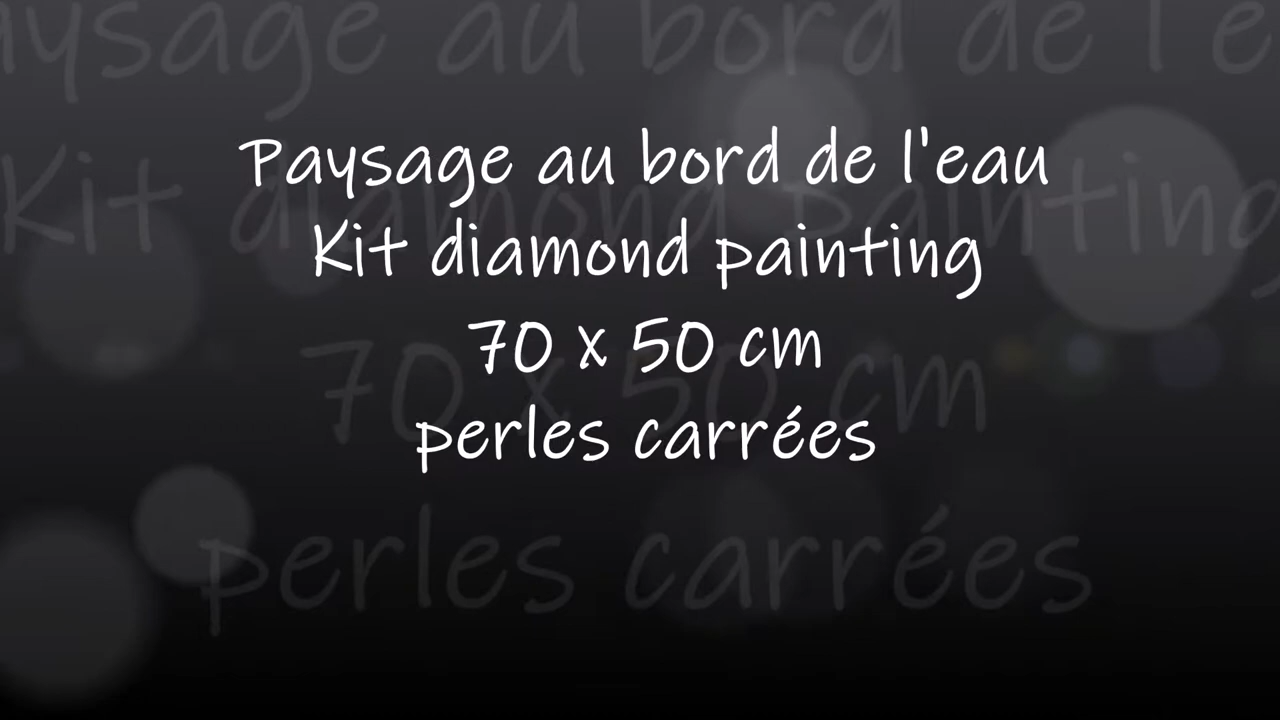 Paysage au bord de l'eau
Kit diamond painting
70 x 50 cm
perles carrées